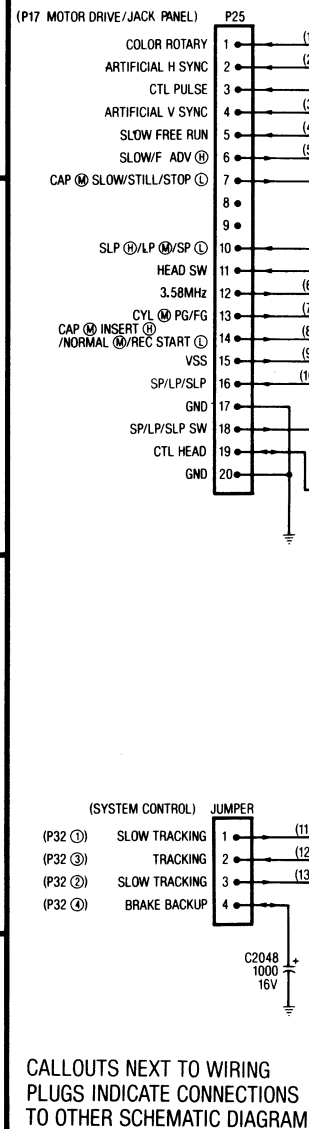 (P17 MOTOR DRIVE/JACK PANEL) P25
COLOR ROTARY 1
ARTIFICIAL H SYNC 2
CTL PULSE 3
ARTIFICIAL V SYNC 4
SLOW FREE RUN 5
SLOW/F ADV Ⓗ 6
CAP Ⓜ SLOW/STILL/STOP Ⓛ 7
8
9
SLP Ⓗ/LP Ⓜ/SP Ⓛ 10
HEAD SW 11
3.58MHz 12
CYL Ⓜ PG/FG 13
CAP Ⓜ INSERT Ⓗ
/NORMAL Ⓜ/REC START Ⓛ 14
VSS 15
SP/LP/SLP 16
GND 17
SP/LP/SLP SW 18
CTL HEAD 19
GND 20
(SYSTEM CONTROL) JUMPER
(P32 ①) SLOW TRACKING 1 (11
(P32 ③) TRACKING 2 (12
(P32 ②) SLOW TRACKING 3 (13
(P32 ④) BRAKE BACKUP 4
C2048 +
1000
16V
CALLOUTS NEXT TO WIRING
PLUGS INDICATE CONNECTIONS
TO OTHER SCHEMATIC DIAGRAM